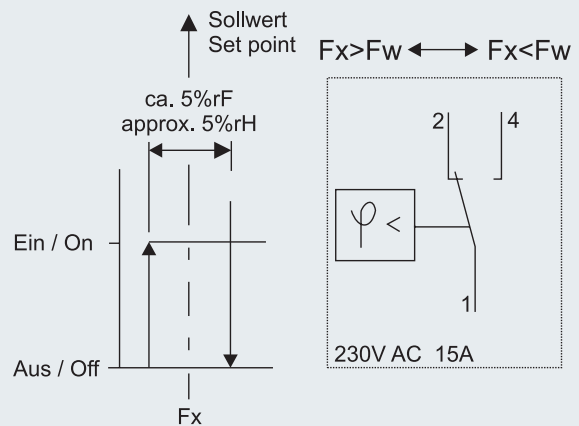 Sollwert
Set point
ca. 5%rF
approx. 5%rH
Ein / On
Aus / Off
Fx
Fx>Fw
Fx<Fw
2
4
φ <
1
230V AC 15A